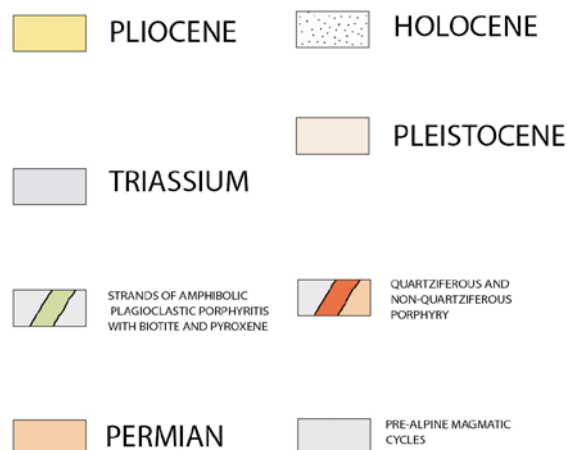 PLIOCENE
HOLOCENE
PLEISTOCENE
TRIASSIUM
STRANDS OF AMPHIBOLIC
PLAGIOCLASTIC PORPHYRITIS
WITH BIOTITE AND PYROXENE
QUARTZIFEROUS AND
NON-QUARTZIFEROUS
PORPHYRY
PERMIAN
PRE-ALPINE MAGMATIC
CYCLES